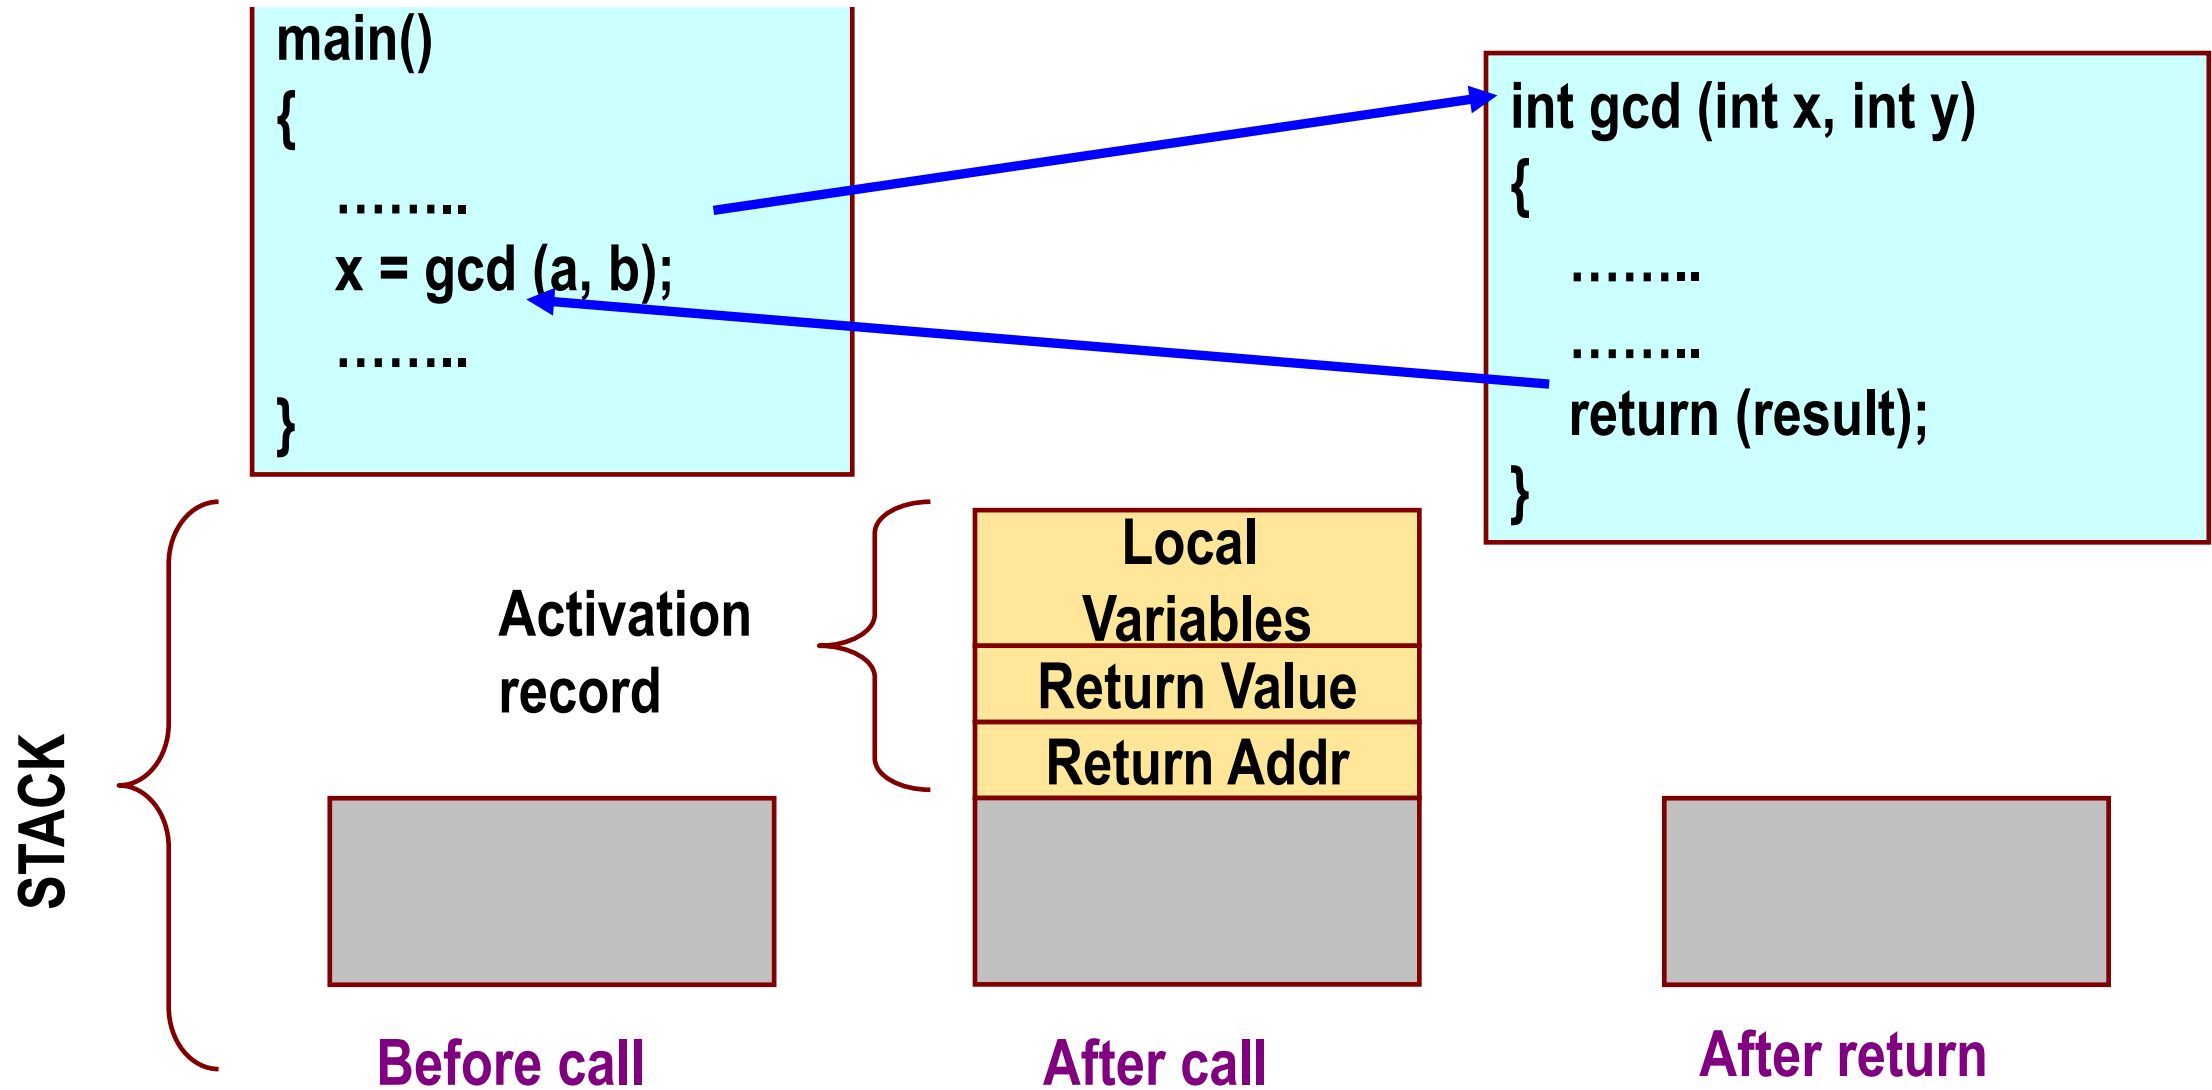 main()
{
……..
x = gcd (a, b);
……..
}
int gcd (int x, int y)
{
……..
……..
return (result);
}
STACK
Activation
record
Local
Variables
Return Value
Return Addr
Before call
After call
After return